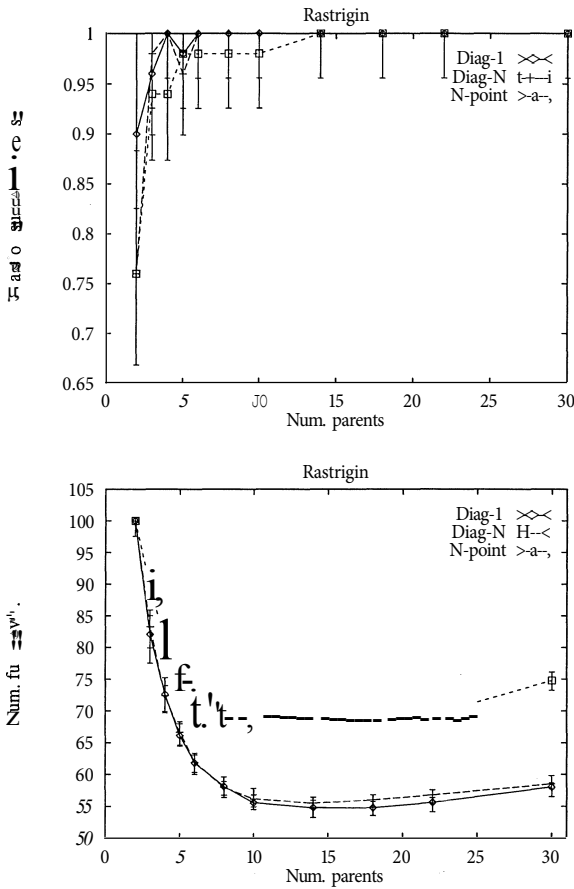 Rastrigin
1
0.95
0.9
0.85
0.8
0.75
0.7
0.65
Diag-1
Diag-N
N-point
0 5 J0 15 20 25 30
Num. parents
Rastrigin
105
100
95
90
85
80
75
70
65
60
55
50
Diag-1
Diag-N
N-point
Num. fu
0 5 10 15 20 25 30
Num. parents